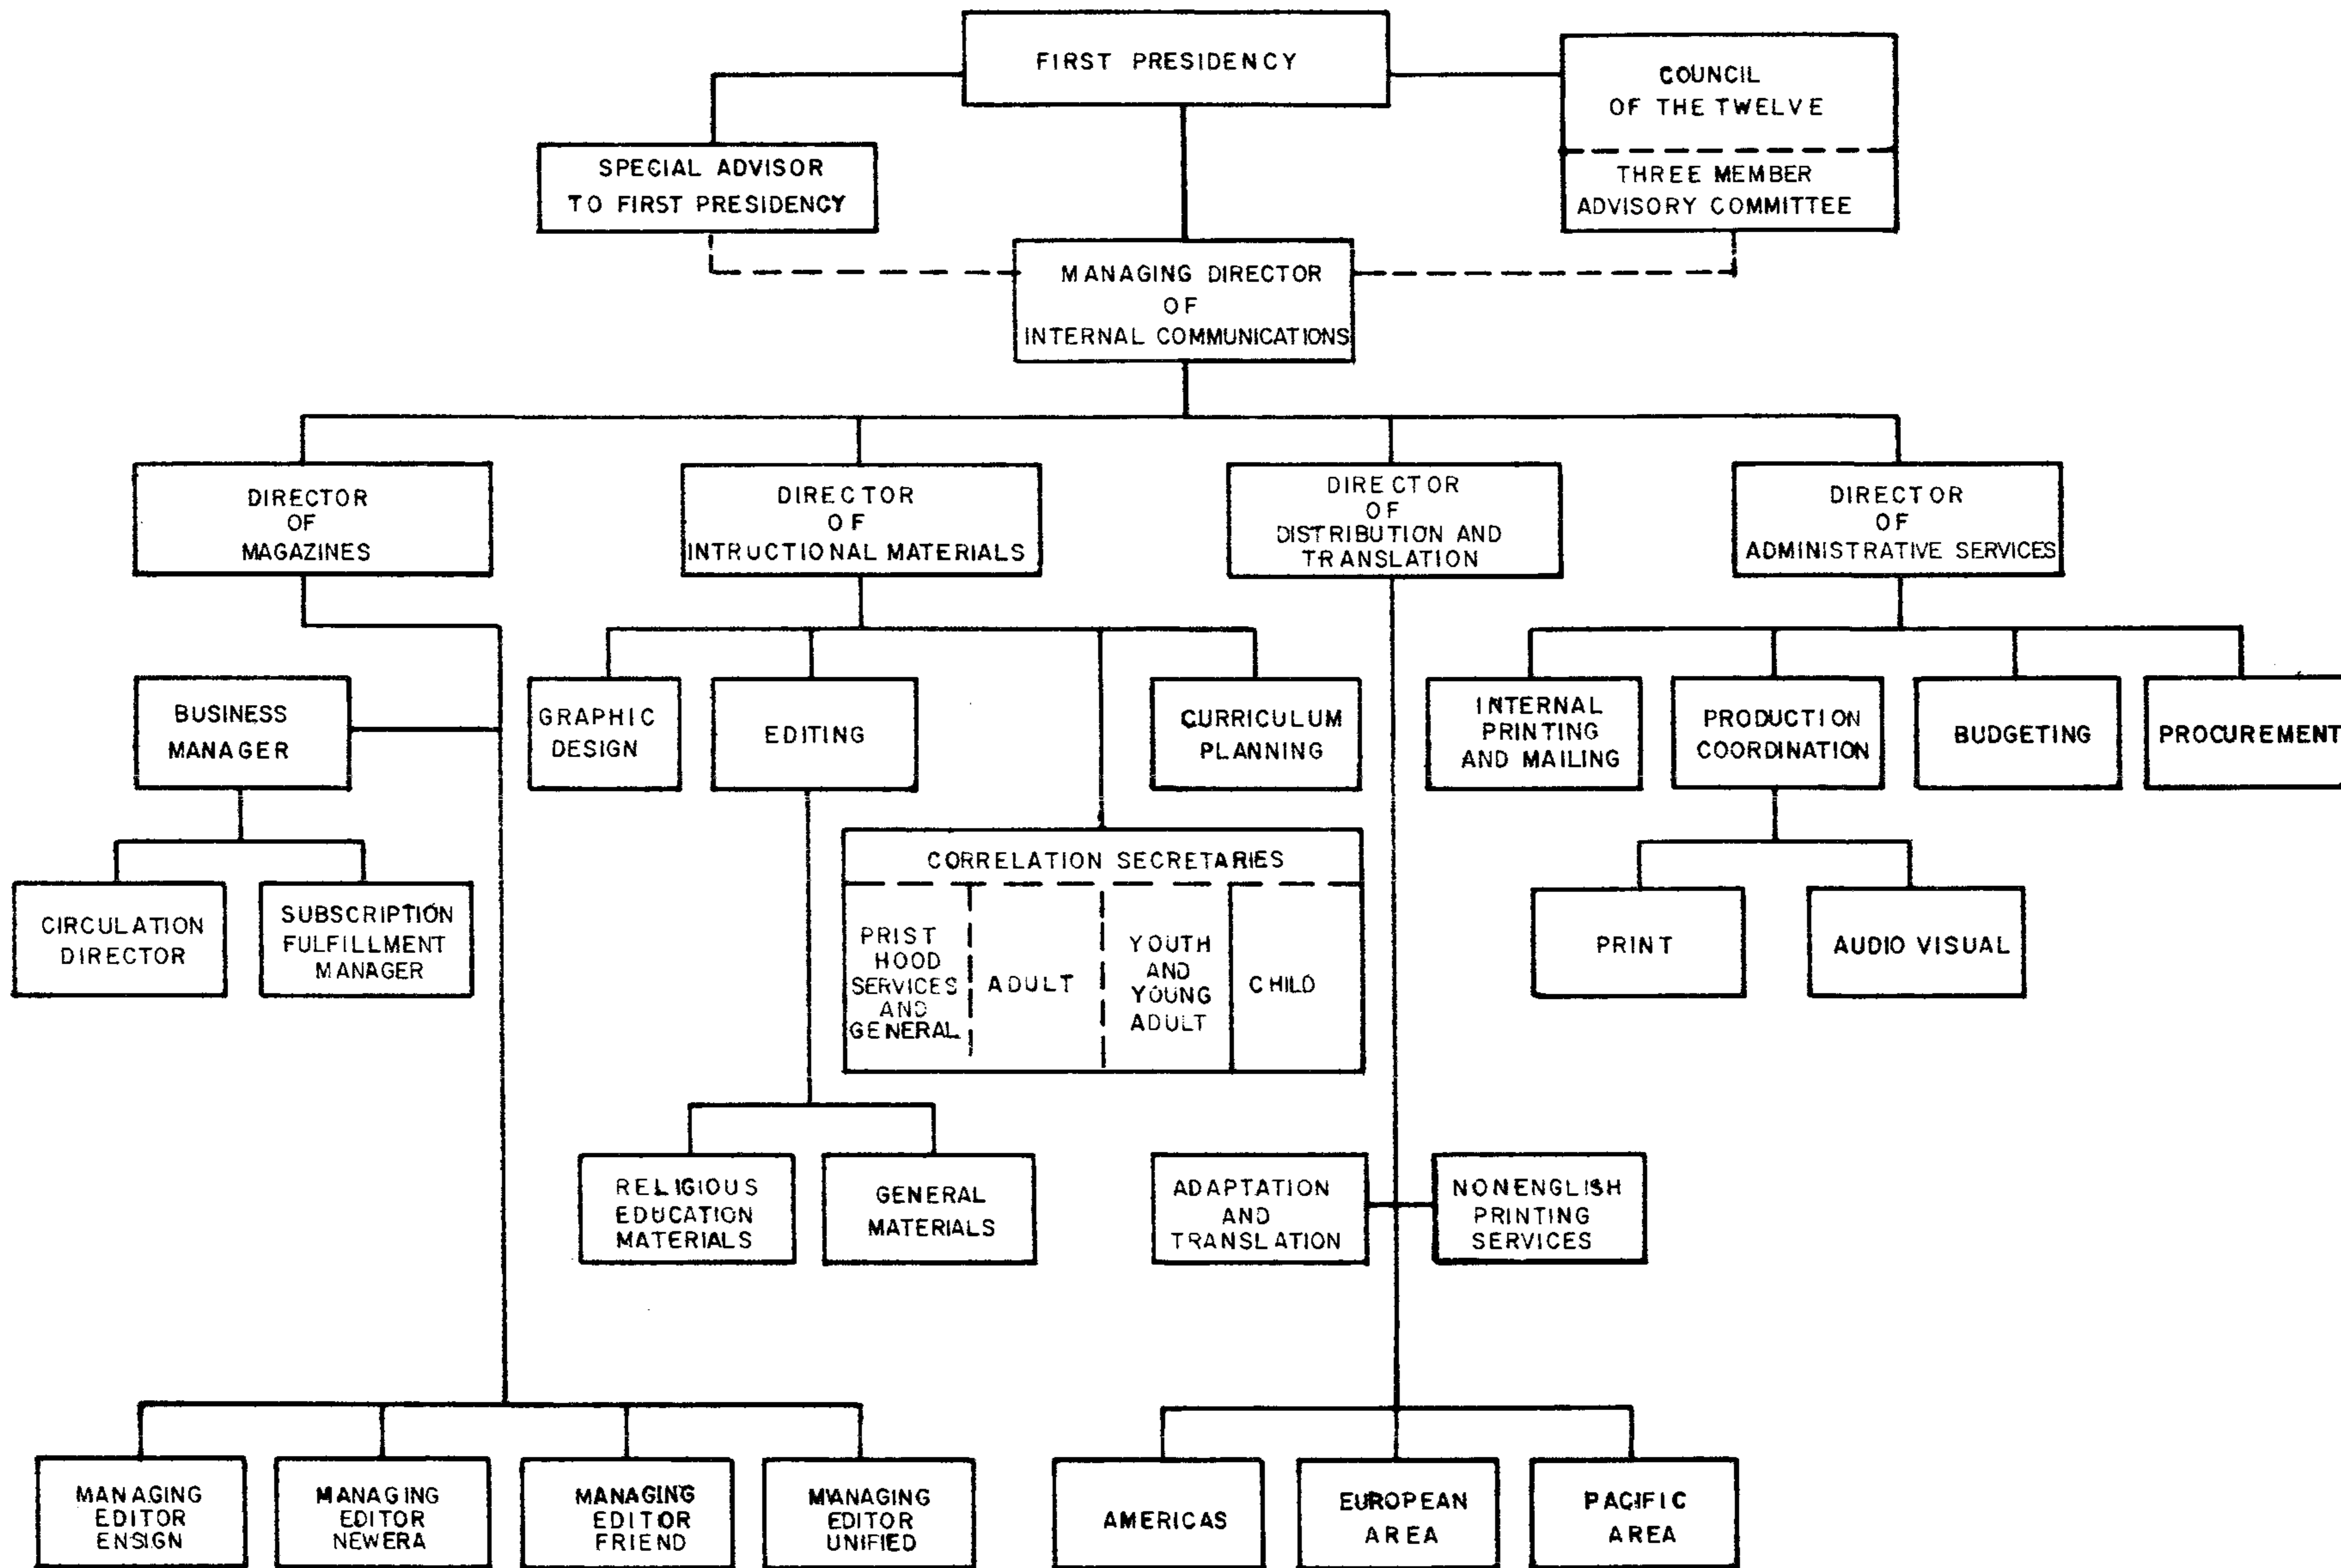 FIRST PRESIDENCY
COUNCIL
OF THE TWELVE
THREE MEMBER
ADVISORY COMMITTEE
SPECIAL ADVISOR
TO FIRST PRESIDENCY
MANAGING DIRECTOR
OF
INTERNAL COMMUNICATIONS
DIRECTOR
OF
MAGAZINES
DIRECTOR
OF
INTRUCTIONAL MATERIALS
DIRECTOR
OF
DISTRIBUTION AND
TRANSLATION
DIRECTOR
OF
ADMINISTRATIVE SERVICES
BUSINESS
MANAGER
GRAPHIC
DESIGN
EDITING
CURRICULUM
PLANNING
INTERNAL
PRINTING
AND MAILING
PRODUCTION
COORDINATION
BUDGETING
PROCUREMENT
CIRCULATION
DIRECTOR
SUBSCRIPTION
FULFILLMENT
MANAGER
CORRELATION SECRETARIES
PRIST
HOOD
SERVICES
AND
GENERAL
ADULT
YOUTH
AND
YOUNG
ADULT
CHILD
PRINT
AUDIO VISUAL
RELIGIOUS
EDUCATION
MATERIALS
GENERAL
MATERIALS
ADAPTATION
AND
TRANSLATION
NONENGLISH
PRINTING
SERVICES
MANAGING
EDITOR
ENSIGN
MANAGING
EDITOR
NEWERA
MANAGING
EDITOR
FRIEND
MANAGING
EDITOR
UNIFIED
AMERICAS
EUROPEAN
AREA
PACIFIC
AREA